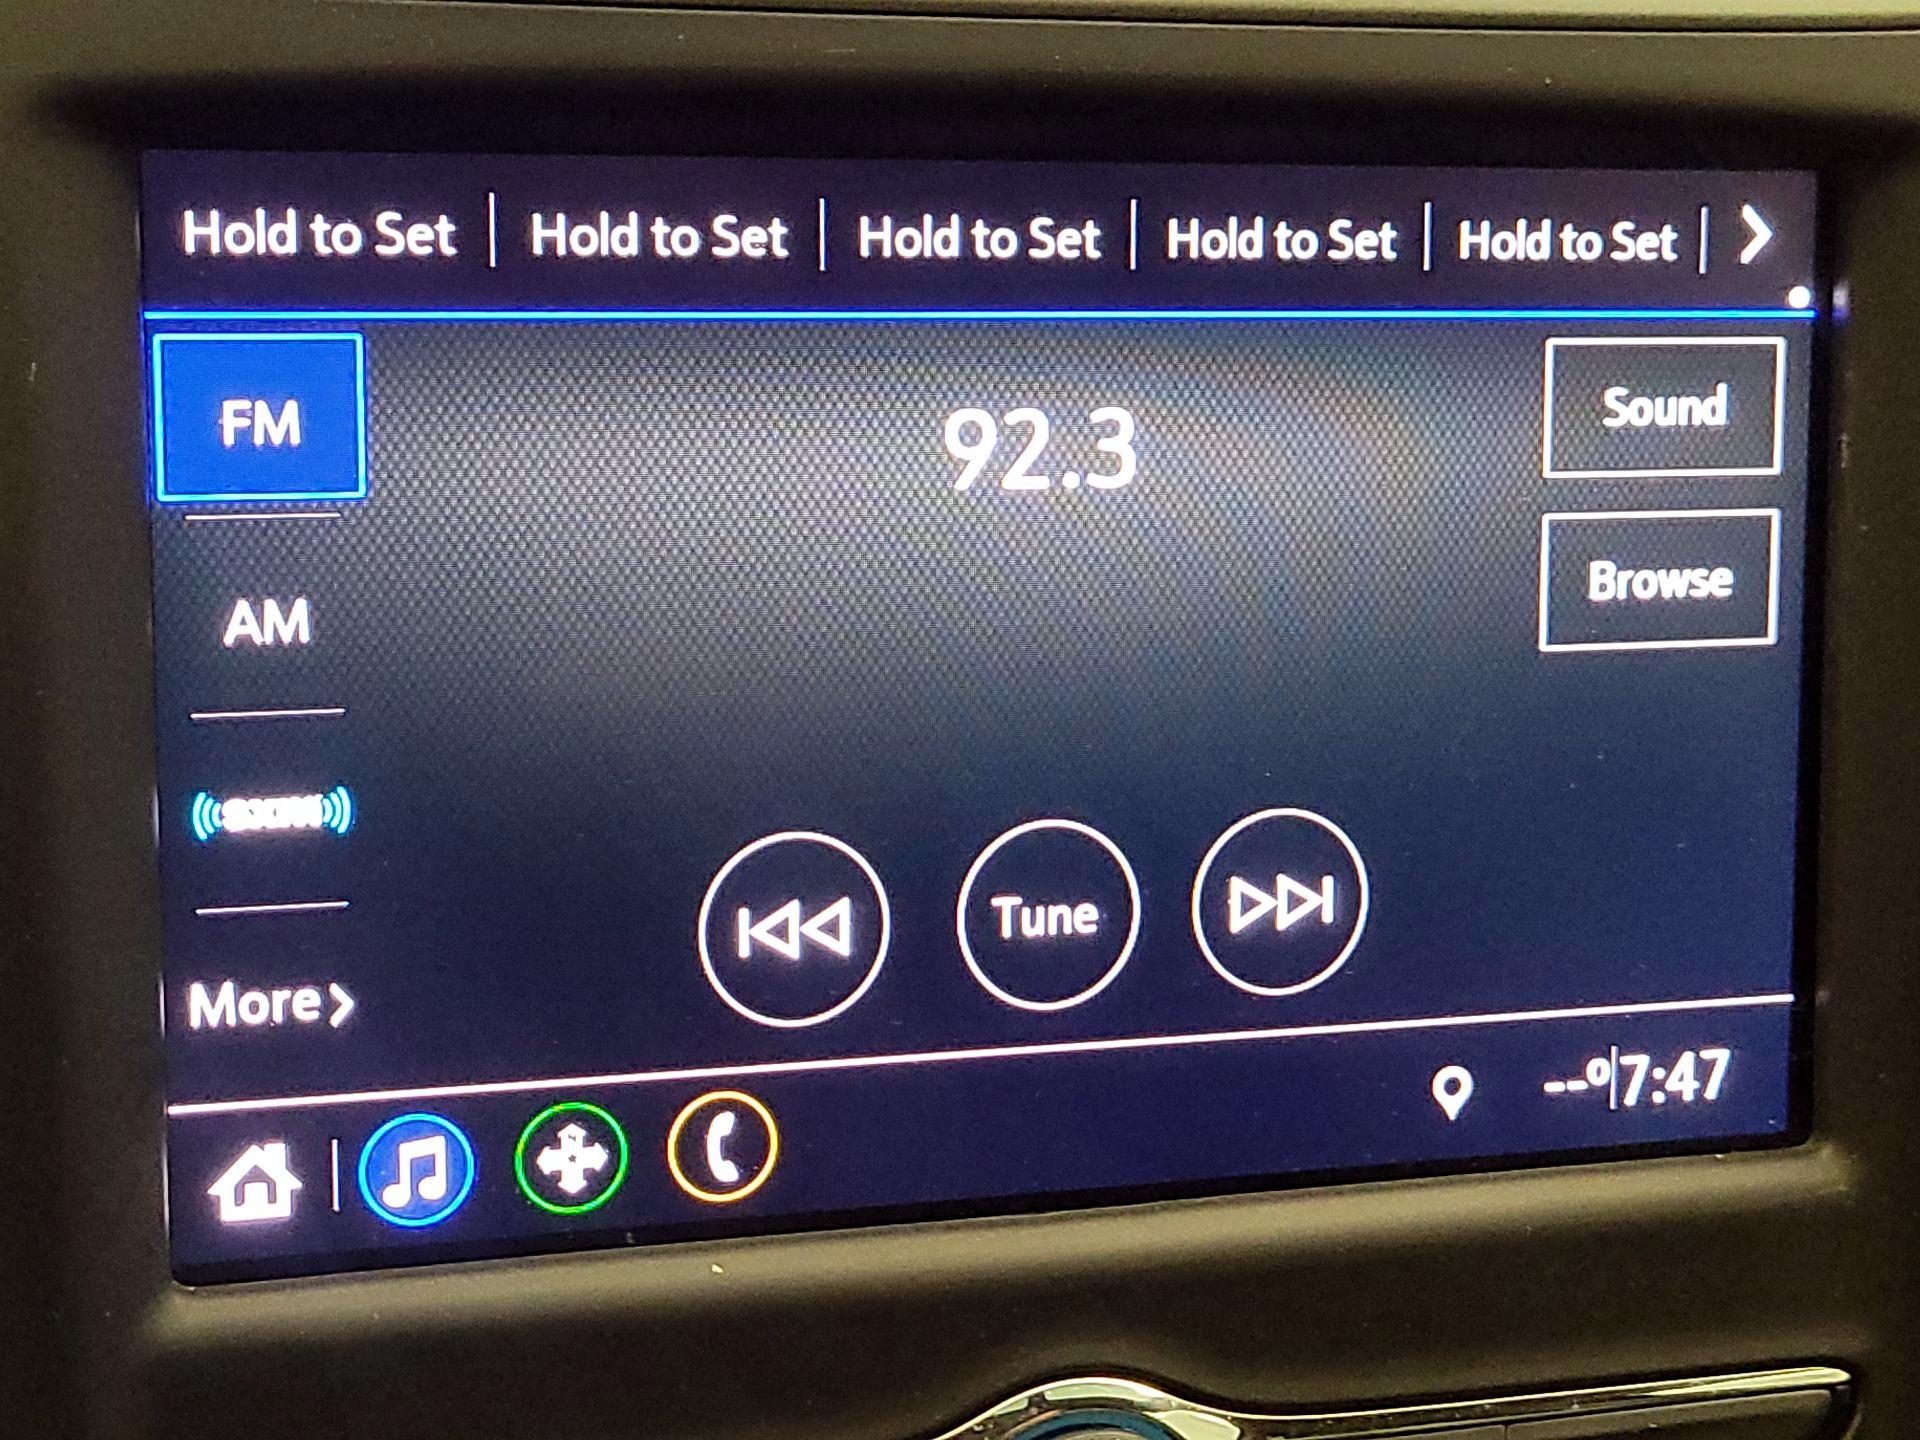 Hold to Set | Hold to Set | Hold to Set | Hold to Set | Hold to Set |
FM
92.3
Sound
Browse
AM
More
Tune
--°|7:47